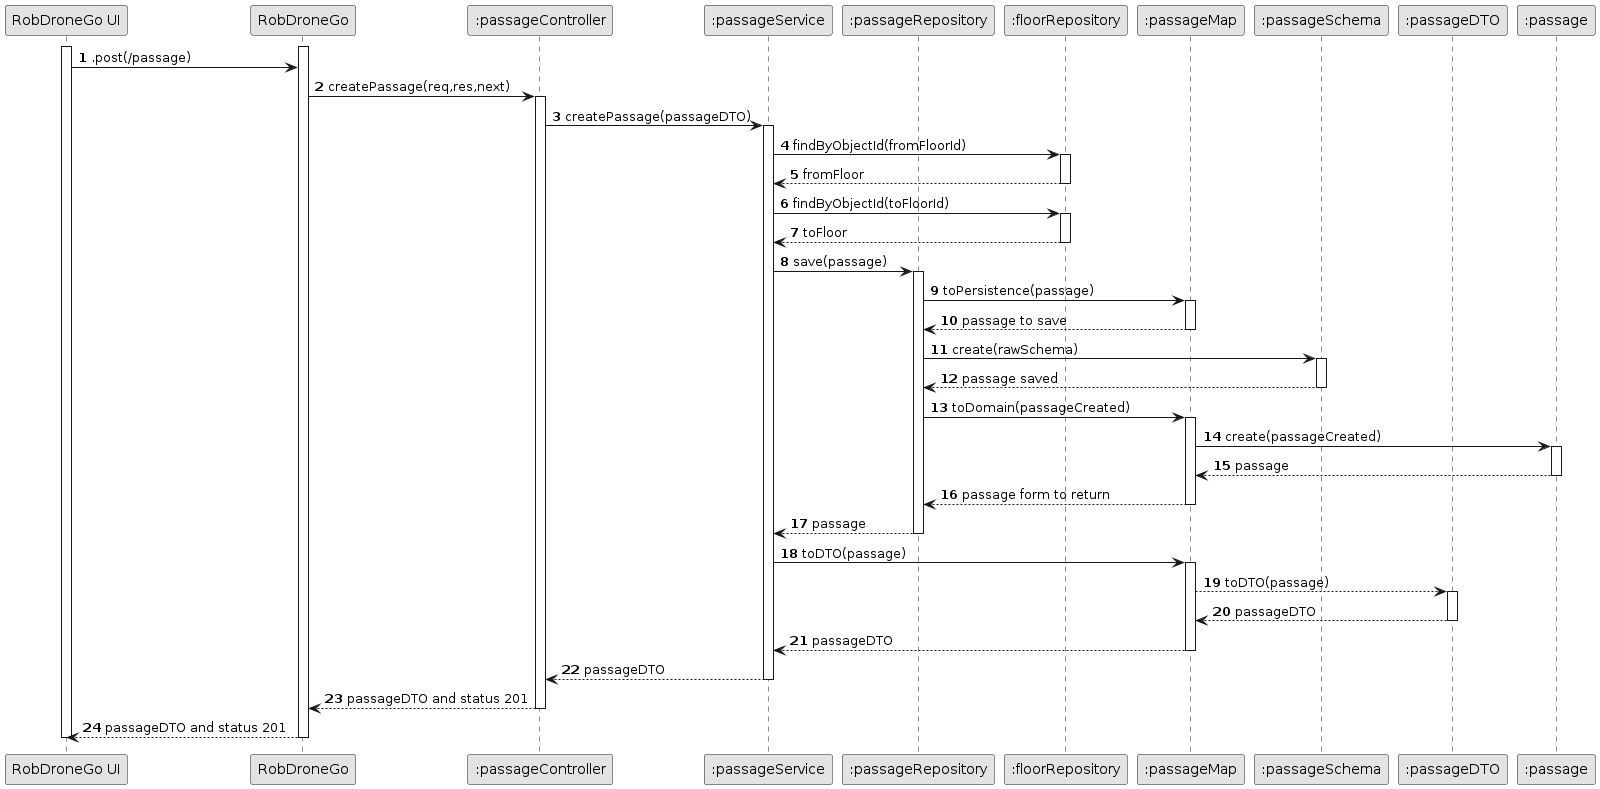 RobDroneGo UI
RobDroneGo
:passageController
:passageService
:passageRepository
:floorRepository
:passageMap
:passageSchema
:passageDTO
:passage
1 .post(/passage)
2 createPassage(req,res,next)
3 createPassage(passageDTO)
4 findByObjectId(fromFloorId)
5 fromFloor
6 findByObjectId(toFloorId)
7 toFloor
8 save(passage)
9 toPersistence(passage)
10 passage to save
11 create(rawSchema)
12 passage saved
13 toDomain(passageCreated)
14 create(passageCreated)
15 passage
16 passage form to return
17 passage
18 toDTO(passage)
19 toDTO(passage)
20 passageDTO
21 passageDTO
22 passageDTO
23 passageDTO and status 201
24 passageDTO and status 201
RobDroneGo UI
RobDroneGo
:passageController
:passageService
:passageRepository
:floorRepository
:passageMap
:passageSchema
:passageDTO
:passage